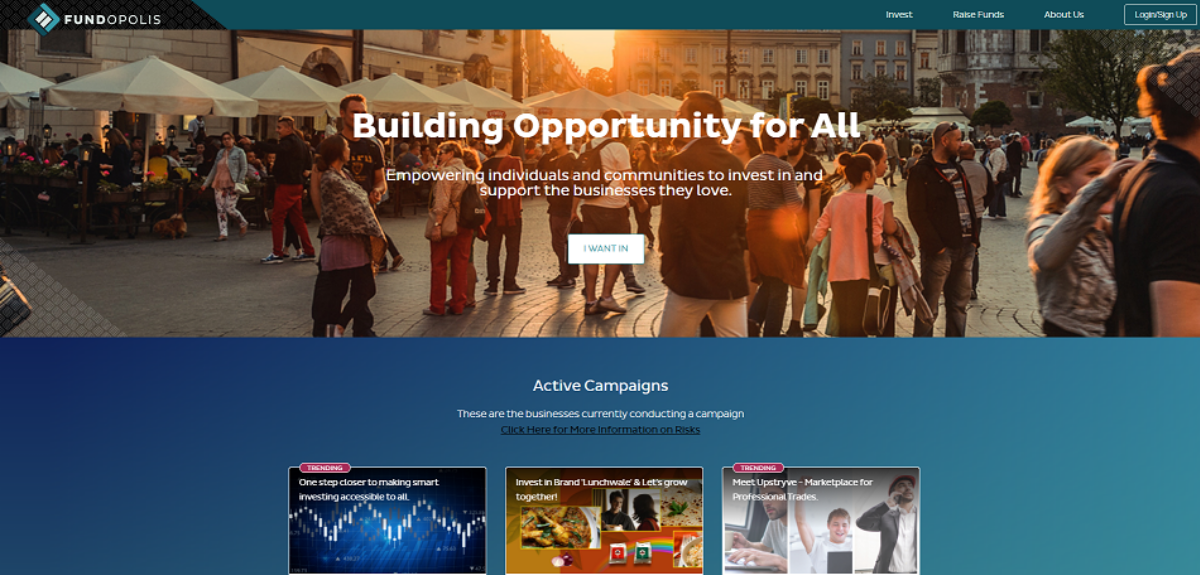 FUNDOPOLIS
Invest
Raise Funds
About Us
Login/Sign Up
Building Opportunity for All
Empowering individuals and communities to invest in and
support the businesses they love.
I WANT IN
Active Campaigns
These are the businesses currently conducting a campaign
Click Here for More Information on Risks
TRENDING
One step closer to making smart
investing accessible to all.
Invest in Brand 'Lunchwale' & Let's grow
together!
TRENDING
Meet Upstryve - Marketplace for
Professional Trades.